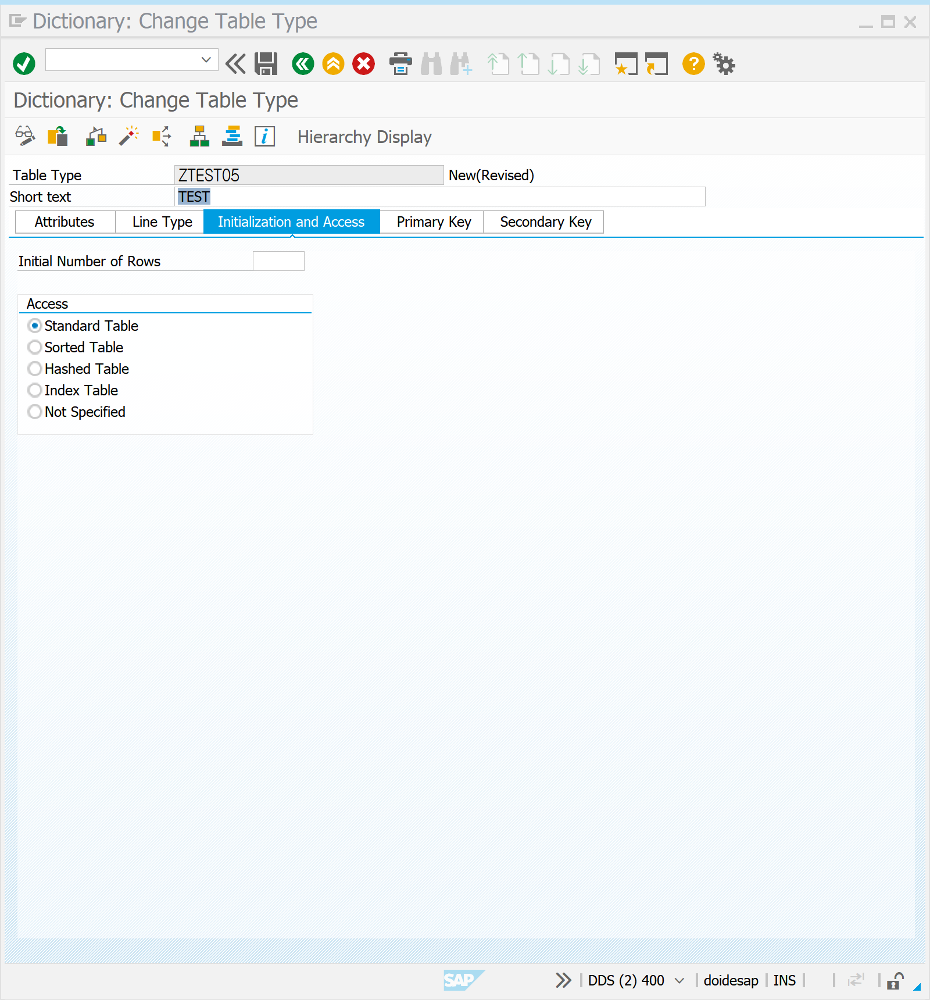 Dictionary: Change Table Type
Dictionary: Change Table Type
Hierarchy Display
Table Type ZTEST05 New(Revised)
Short text TEST
Attributes Line Type Initialization and Access Primary Key Secondary Key
Initial Number of Rows
Access
Standard Table
Sorted Table
Hashed Table
Index Table
Not Specified
SAP DDS (2) 400 doidesap INS